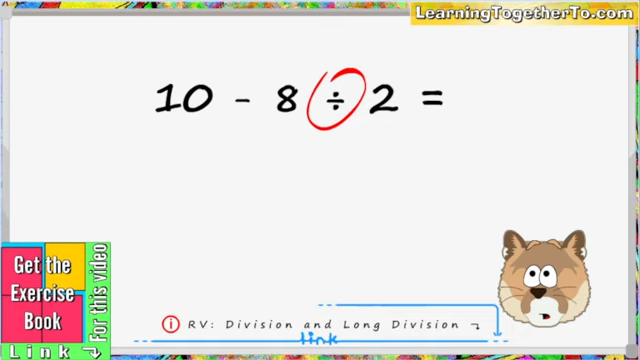 LearningTogetherTo.com
10 - 8 ÷ 2 =
Get the
Exercise
Book
Link
For this video
i RV: Division and Long Division
link